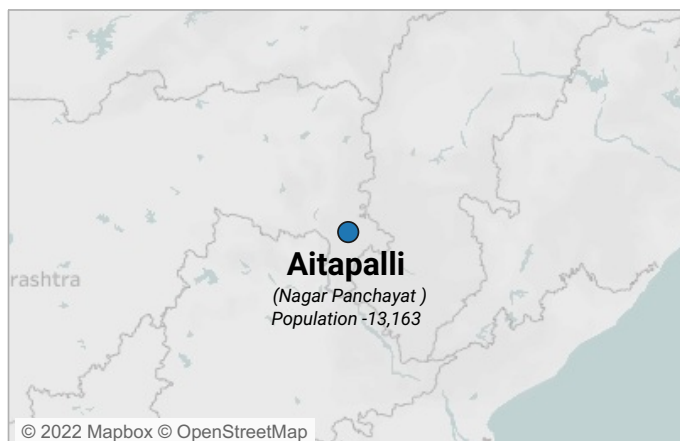 Aitapalli
(Nagar Panchayat )
rashtra
Population -13,163
© 2022 Mapbox © OpenStreetMap